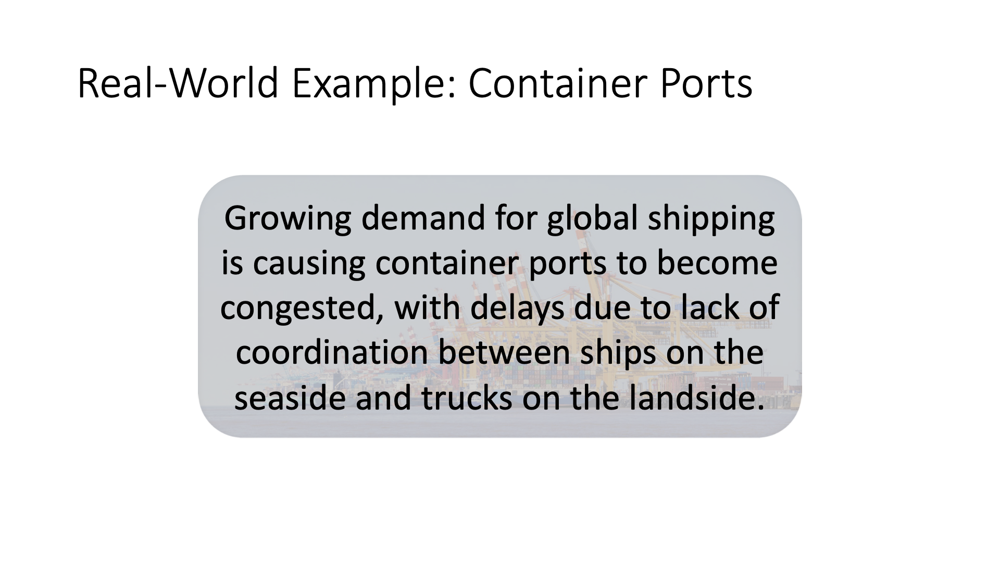 Real-World Example: Container Ports
Growing demand for global shipping
is causing container ports to become
congested, with delays due to lack of
coordination between ships on the
seaside and trucks on the landside.